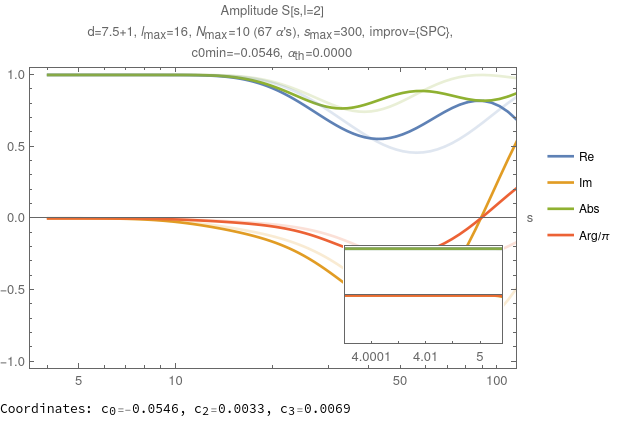 Amplitude S[s,l=2]
d=7.5+1, lmax=16, Nmax=10 (67 α's), smax=300, improv={SPC},
c0min=-0.0546, αth=0.0000
1.0
0.5
0.0
-0.5
-1.0
s
Re
Im
Abs
Arg/π
4.0001 4.01 5
5 10 50 100
Coordinates: c0=-0.0546, c2=0.0033, c3=0.0069